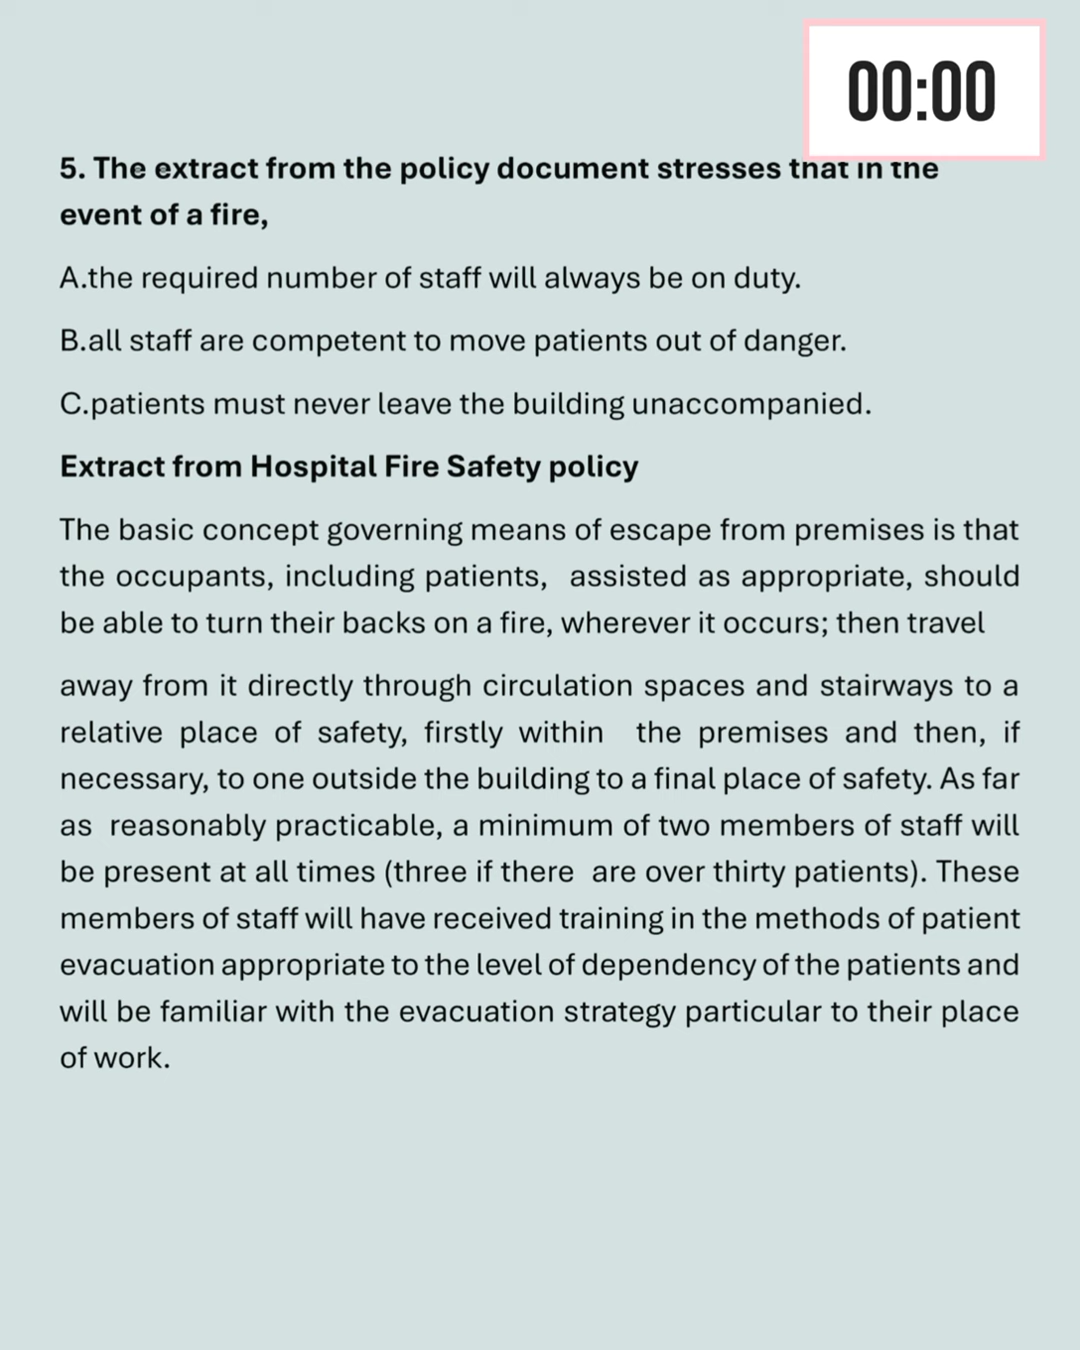 00:00
5. The extract from the policy document stresses that in the
event of a fire,
A.the required number of staff will always be on duty.
B.all staff are competent to move patients out of danger.
C.patients must never leave the building unaccompanied.
Extract from Hospital Fire Safety policy
The basic concept governing means of escape from premises is that
the occupants, including patients, assisted as appropriate, should
be able to turn their backs on a fire, wherever it occurs; then travel
away from it directly through circulation spaces and stairways to a
relative place of safety, firstly within the premises and then, if
necessary, to one outside the building to a final place of safety. As far
as reasonably practicable, a minimum of two members of staff will
be present at all times (three if there are over thirty patients). These
members of staff will have received training in the methods of patient
evacuation appropriate to the level of dependency of the patients and
will be familiar with the evacuation strategy particular to their place
of work.